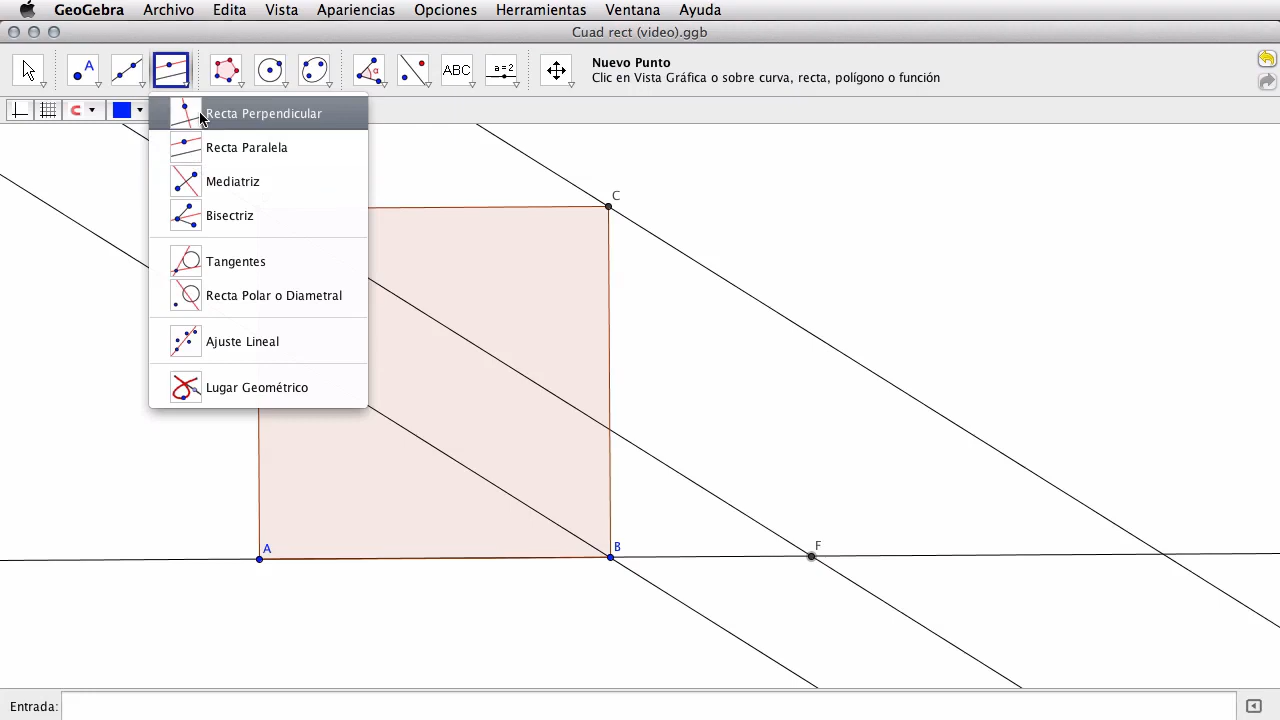 GeoGebra Archivo Edita Vista Apariencias Opciones Herramientas Ventana Ayuda
Cuad rect (video).ggb
A
α
ABC
a=2
Nuevo Punto
Clic en Vista Gráfica o sobre curva, recta, polígono o función
Recta Perpendicular
Recta Paralela
Mediatriz
Bisectriz
Tangentes
Recta Polar o Diametral
Ajuste Lineal
Lugar Geométrico
C
A
B
F
Entrada: